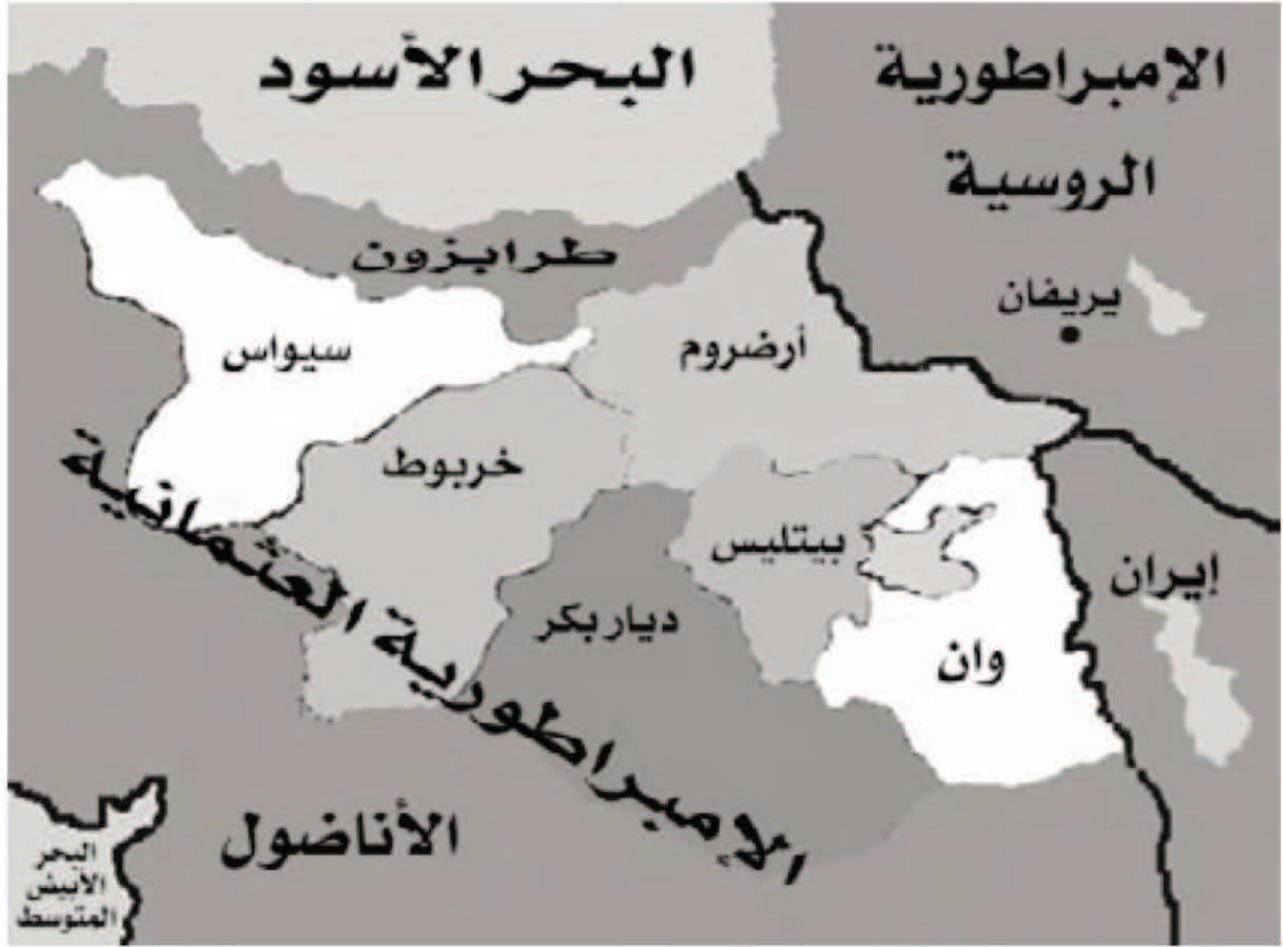 البحر الأسود
الإمبراطورية
الروسية
طرابزون
يريفان
سيواس
أرضروم
خربوط
بيتليس
إيران
ديار بكر
وان
الإمبراطورية العثمانية
الأناضول
البحر
الأبيض
المتوسط